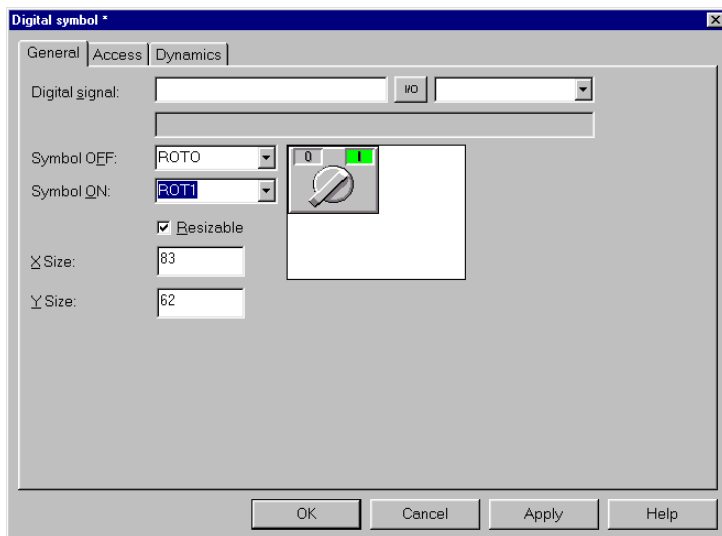 Digital symbol *
General Access Dynamics
Digital signal: I/O
Symbol OFF: ROT0 0 I
Symbol ON: ROT1
Resizable
X Size: 83
Y Size: 62
OK Cancel Apply Help